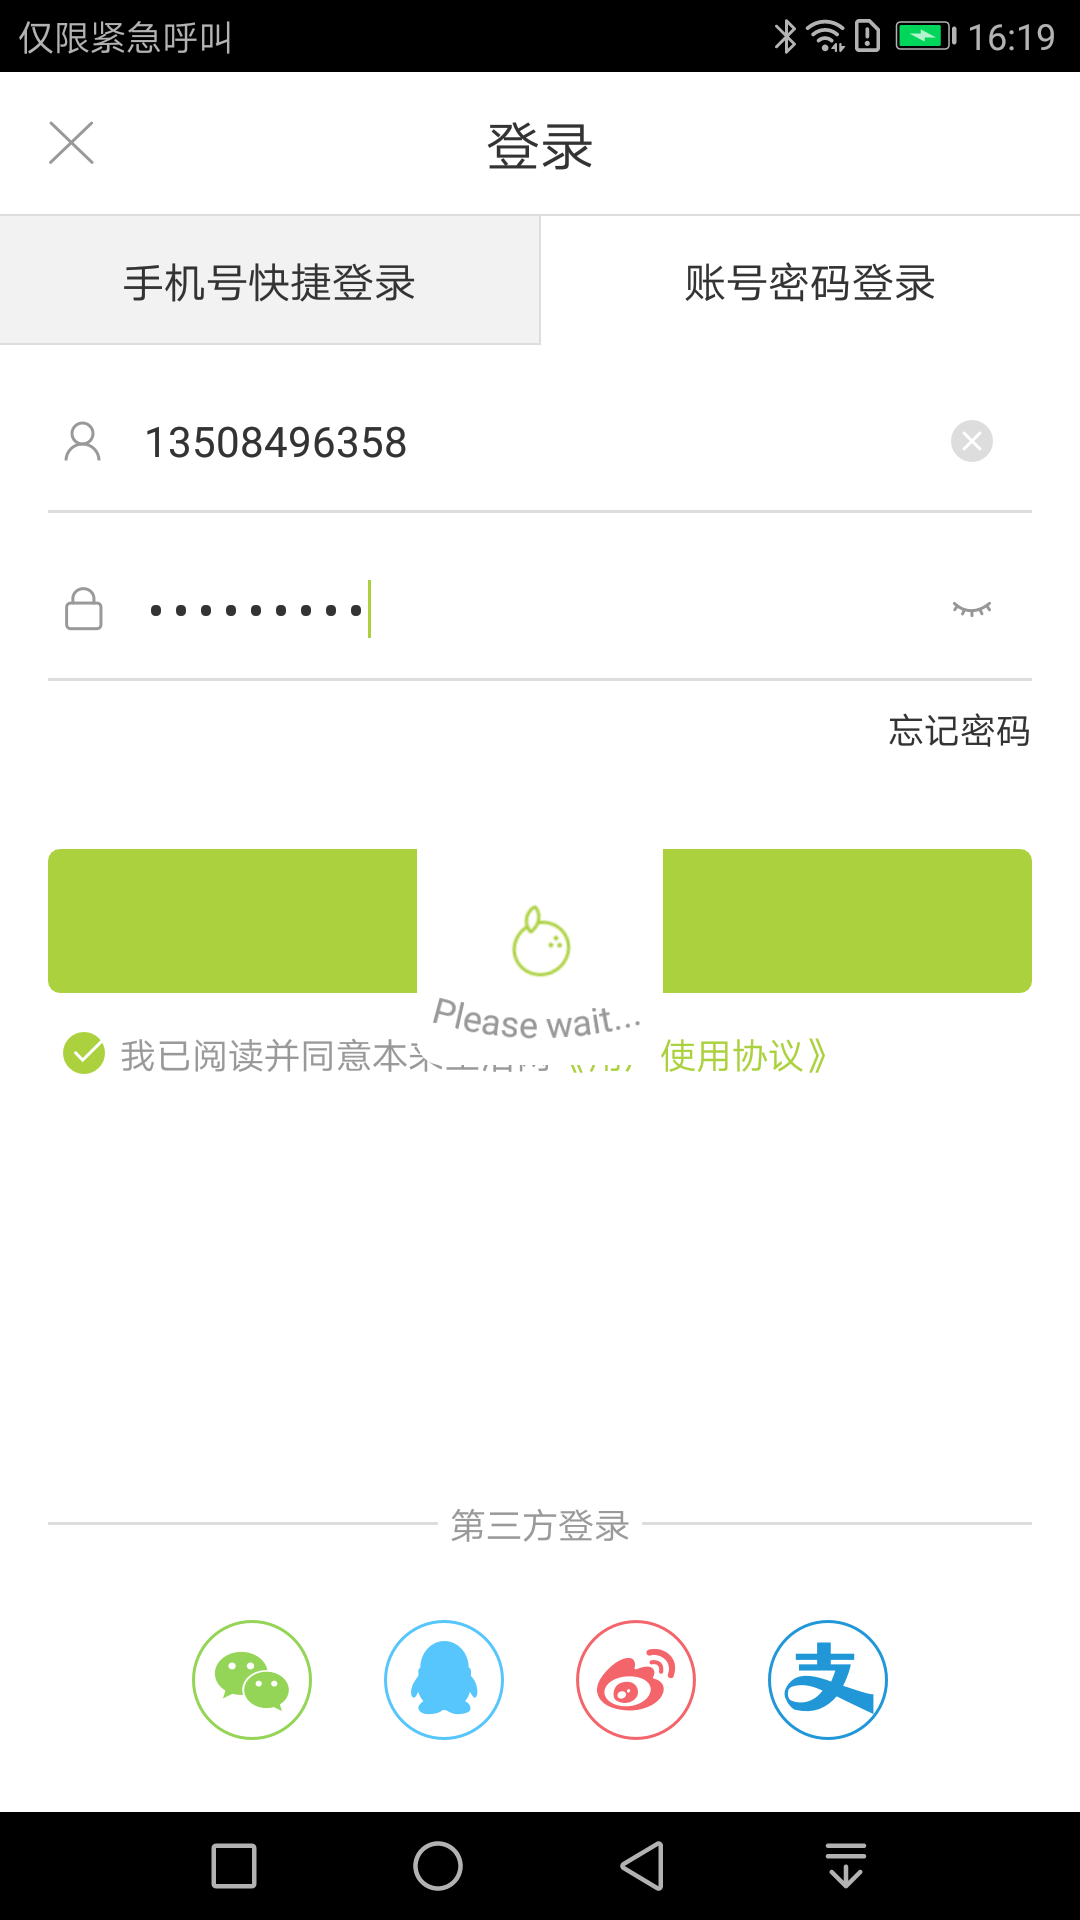 仅限紧急呼叫 16:19
登录
手机号快捷登录 账号密码登录
13508496358
•••••••••
忘记密码
Please wait...
我已阅读并同意本 使用协议》
第三方登录
支